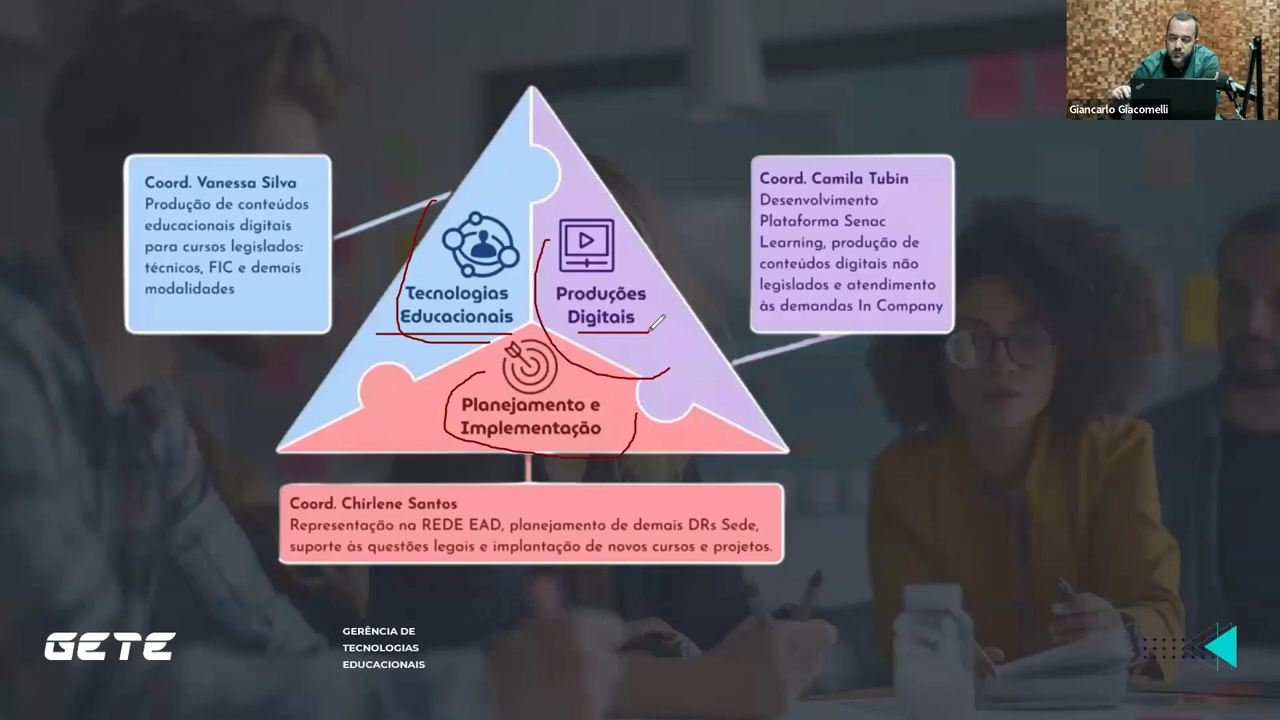 Giancarlo Giacomelli
Coord. Vanessa Silva
Produção de conteúdos
educacionais digitais
para cursos legislados:
técnicos, FIC e demais
modalidades
Coord. Camila Tubin
Desenvolvimento
Plataforma Senac
Learning, produção de
conteúdos digitais não
legislados e atendimento
às demandas In Company
Tecnologias
Educacionais
Produções
Digitais
Planejamento e
Implementação
Coord. Chirlene Santos
Representação na REDE EAD, planejamento de demais DRs Sede,
suporte às questões legais e implantação de novos cursos e projetos.
GETE
GERÊNCIA DE
TECNOLOGIAS
EDUCACIONAIS